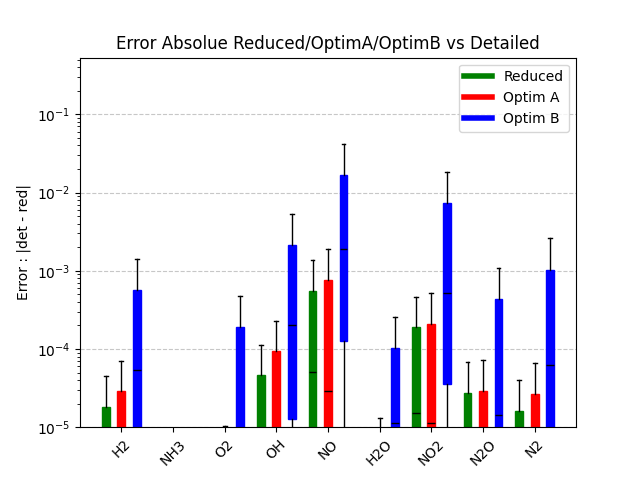 Error Absolue Reduced/OptimA/OptimB vs Detailed
Reduced
Optim A
Optim B
Error : |det - red|
10⁻¹
10⁻²
10⁻³
10⁻⁴
10⁻⁵
H2
NH3
O2
OH
NO
H2O
NO2
N2O
N2